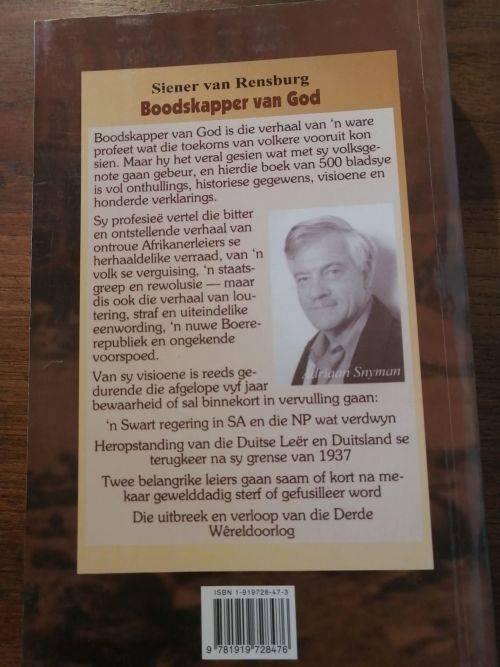 Siener van Rensburg
Boodskapper van God
Boodskapper van God is die verhaal van 'n ware
profeet wat die toekoms van volkere vooruit kon
sien. Maar hy het veral gesien wat met sy volksge-
note gaan gebeur, en hierdie boek van 500 bladsye
is vol onthullings, historiese gegewens, visioene en
honderde verklarings.
Sy profesieë vertel die bitter
en ontstellende verhaal van
ontroue Afrikanerleiers se
herhaaldelike verraad, van 'n
volk se verguising, 'n staats-
greep en rewolusie — maar
dis ook die verhaal van lou-
tering, straf en uiteindelike
eenwording, 'n nuwe Boere-
republiek en ongekende
voorspoed.
Adriaan Snyman
Van sy visioene is reeds ge-
durende die afgelope vyf jaar
bewaarheid of sal binnekort in vervulling gaan:
'n Swart regering in SA en die NP wat verdwyn
Heropstanding van die Duitse Leër en Duitsland se
terugkeer na sy grense van 1937
Twee belangrike leiers gaan saam of kort na me-
kaar gewelddadig sterf of gefusilleer word
Die uitbreek en verloop van die Derde
Wêreldoorlog
ISBN 1-919728-47-3
9 781919 728476